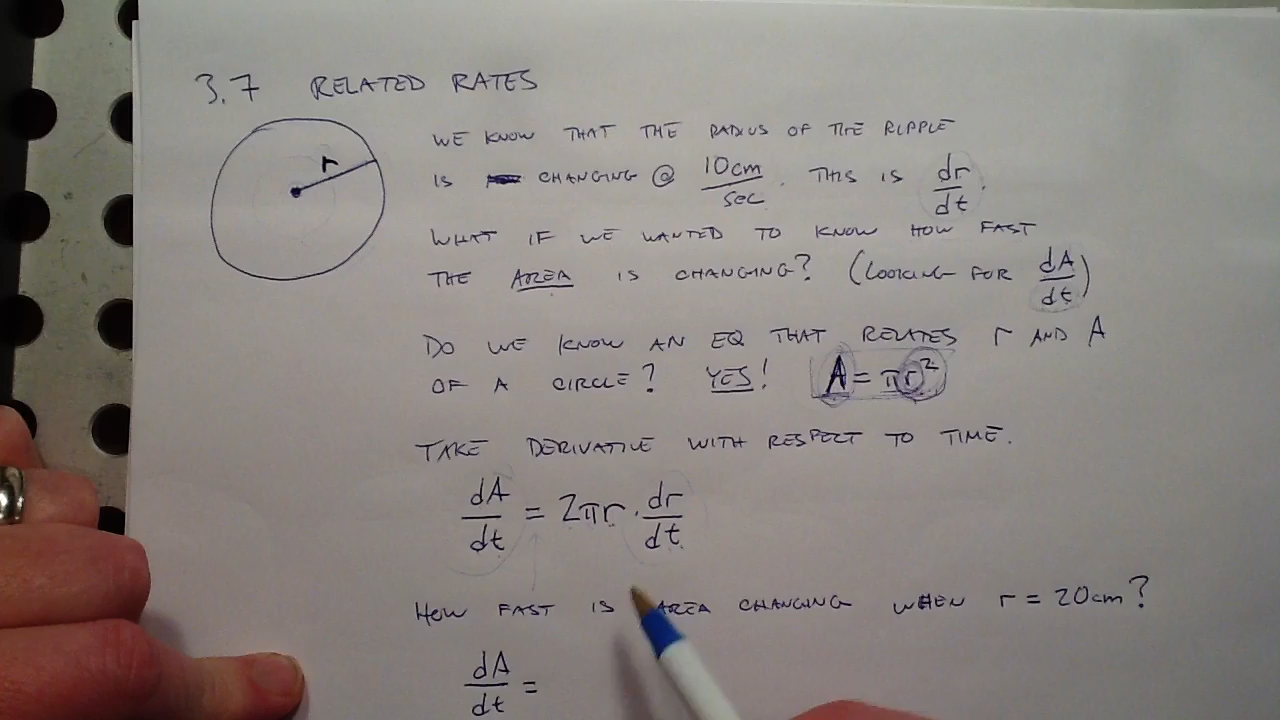 3.7 RELATED RATES
r
WE KNOW THAT THE RADIUS OF THE RIPPLE
IS CHANGING @ 10cm/sec. THIS IS dr/dt.
WHAT IF WE WANTED TO KNOW HOW FAST
THE AREA IS CHANGING? (LOOKING FOR dA/dt)
DO WE KNOW AN EQ THAT RELATES r AND A
OF A CIRCLE? YES! A = πr²
TAKE DERIVATIVE WITH RESPECT TO TIME.
dA/dt = 2πr · dr/dt
HOW FAST IS AREA CHANGING WHEN r = 20cm?
dA/dt =